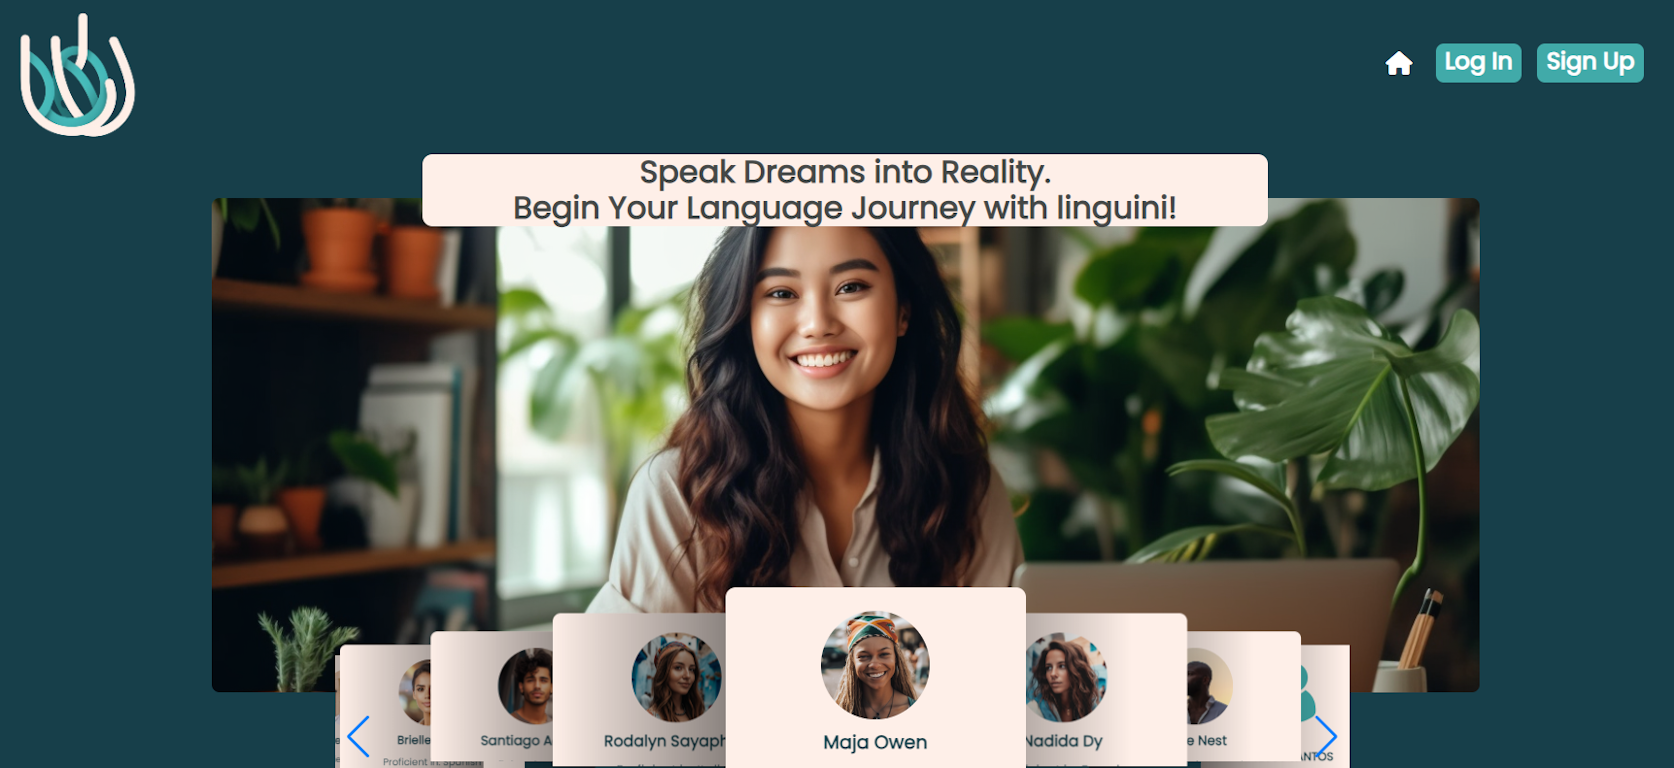 Log In
Sign Up
Speak Dreams into Reality.
Begin Your Language Journey with linguini!
Brielle
Santiago A
Rodalyn Sayaph
Maja Owen
Nadida Dy
e Nest
ANTOS
Proficient in: Spanish